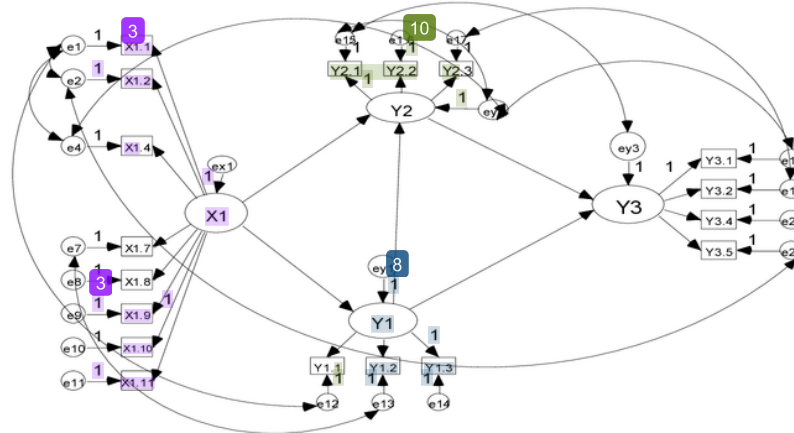 3
10
e1
1
X1.1
e2
1
X1.2
e4
1
X1.4
e15
1
1
e17
1
Y2.1
Y2.2
Y2.3
1
1
Y2
ey3
1
1
Y3.1
1
Y3.2
1
Y3.4
1
Y3.5
1
Y3
ex1
1
X1
e7
1
X1.7
e8
1
3
X1.8
e9
1
X1.9
1
e10
1
X1.10
e11
1
X1.11
8
1
Y1
1
Y1.1
Y1.2
Y1.3
1
1
1
e12
e13
e14